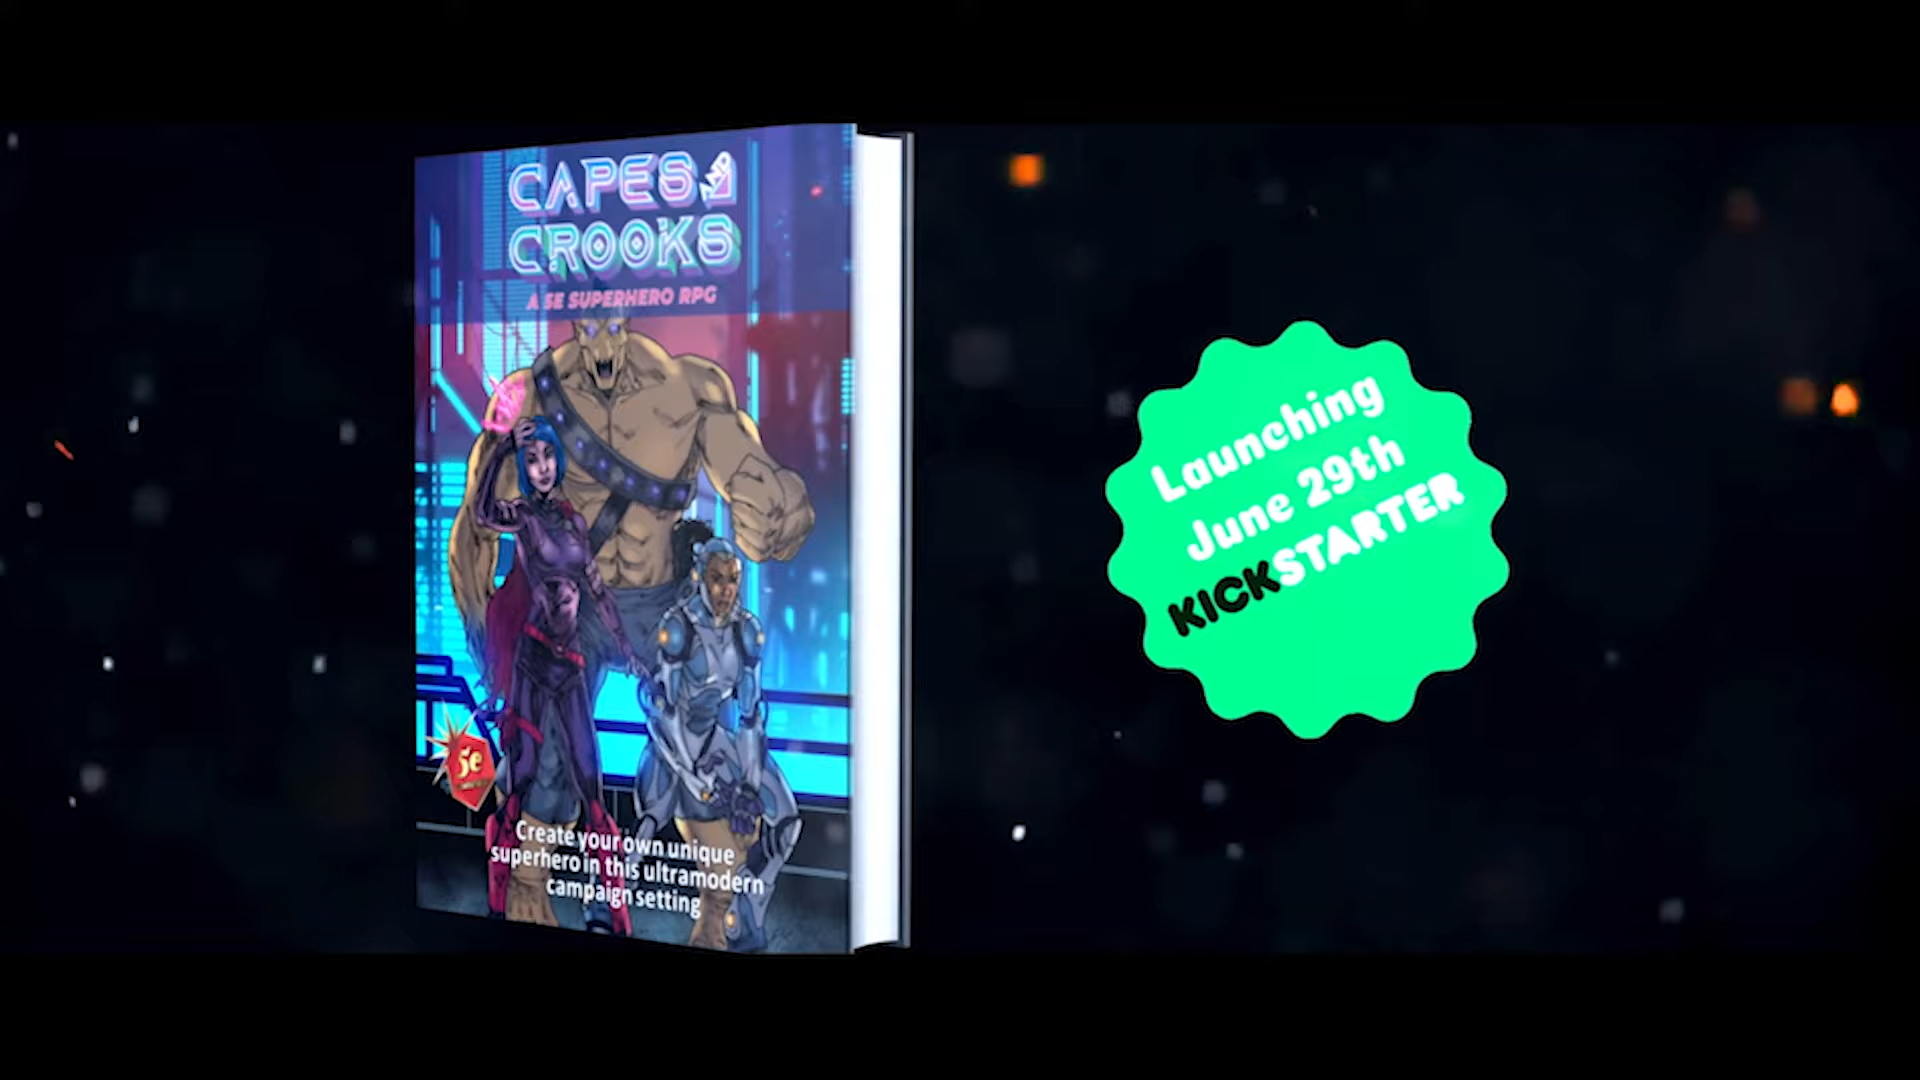 CAPES &
CROOKS
A 5E SUPERHERO RPG
5e
Create your own unique
superhero in this ultramodern
campaign setting
Launching
June 29th
KICKSTARTER